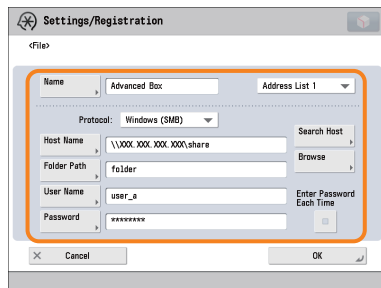 Settings/Registration
<File>
Name
Advanced Box
Address List 1
Protocol:
Windows (SMB)
Host Name
\\XXX.XXX.XXX.XXX\share
Search Host
Folder Path
folder
Browse
User Name
user_a
Enter Password
Each Time
Password
********
× Cancel
OK